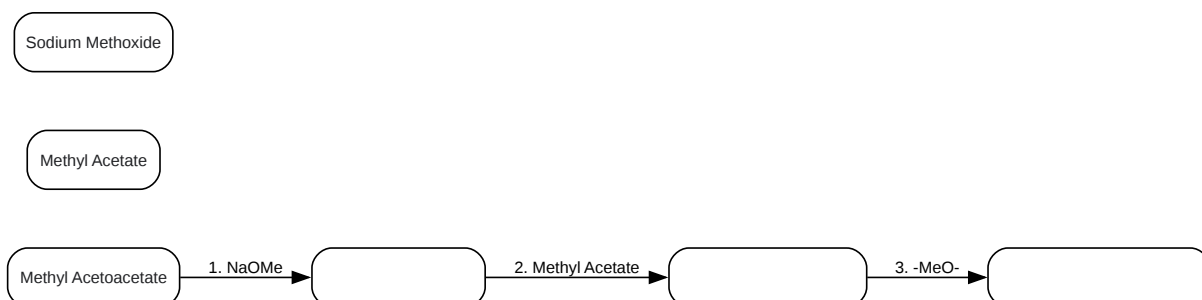 Sodium Methoxide
Methyl Acetate
Methyl Acetoacetate
1. NaOMe
2. Methyl Acetate
3. -MeO-